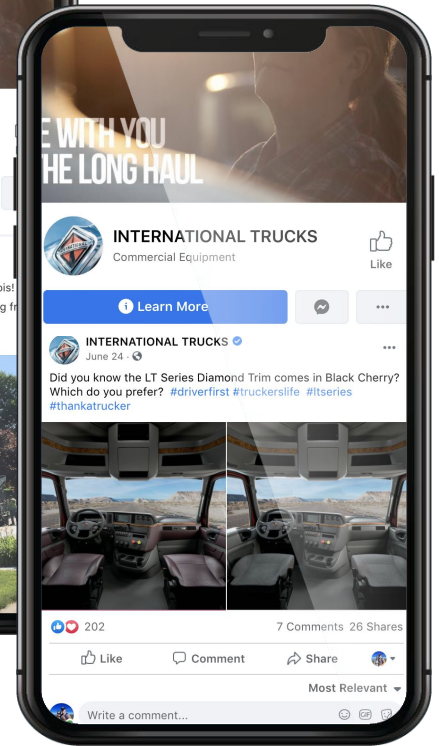 E WITH YOU
HE LONG HAUL
INTERNATIONAL TRUCKS
Commercial Equipment
Like
Learn More
INTERNATIONAL TRUCKS
June 24 ·
Did you know the LT Series Diamond Trim comes in Black Cherry?
Which do you prefer? #driverfirst #truckerslife #ltseries
#thankatrucker
202
7 Comments 26 Shares
Like
Comment
Share
Most Relevant
Write a comment...
GIF